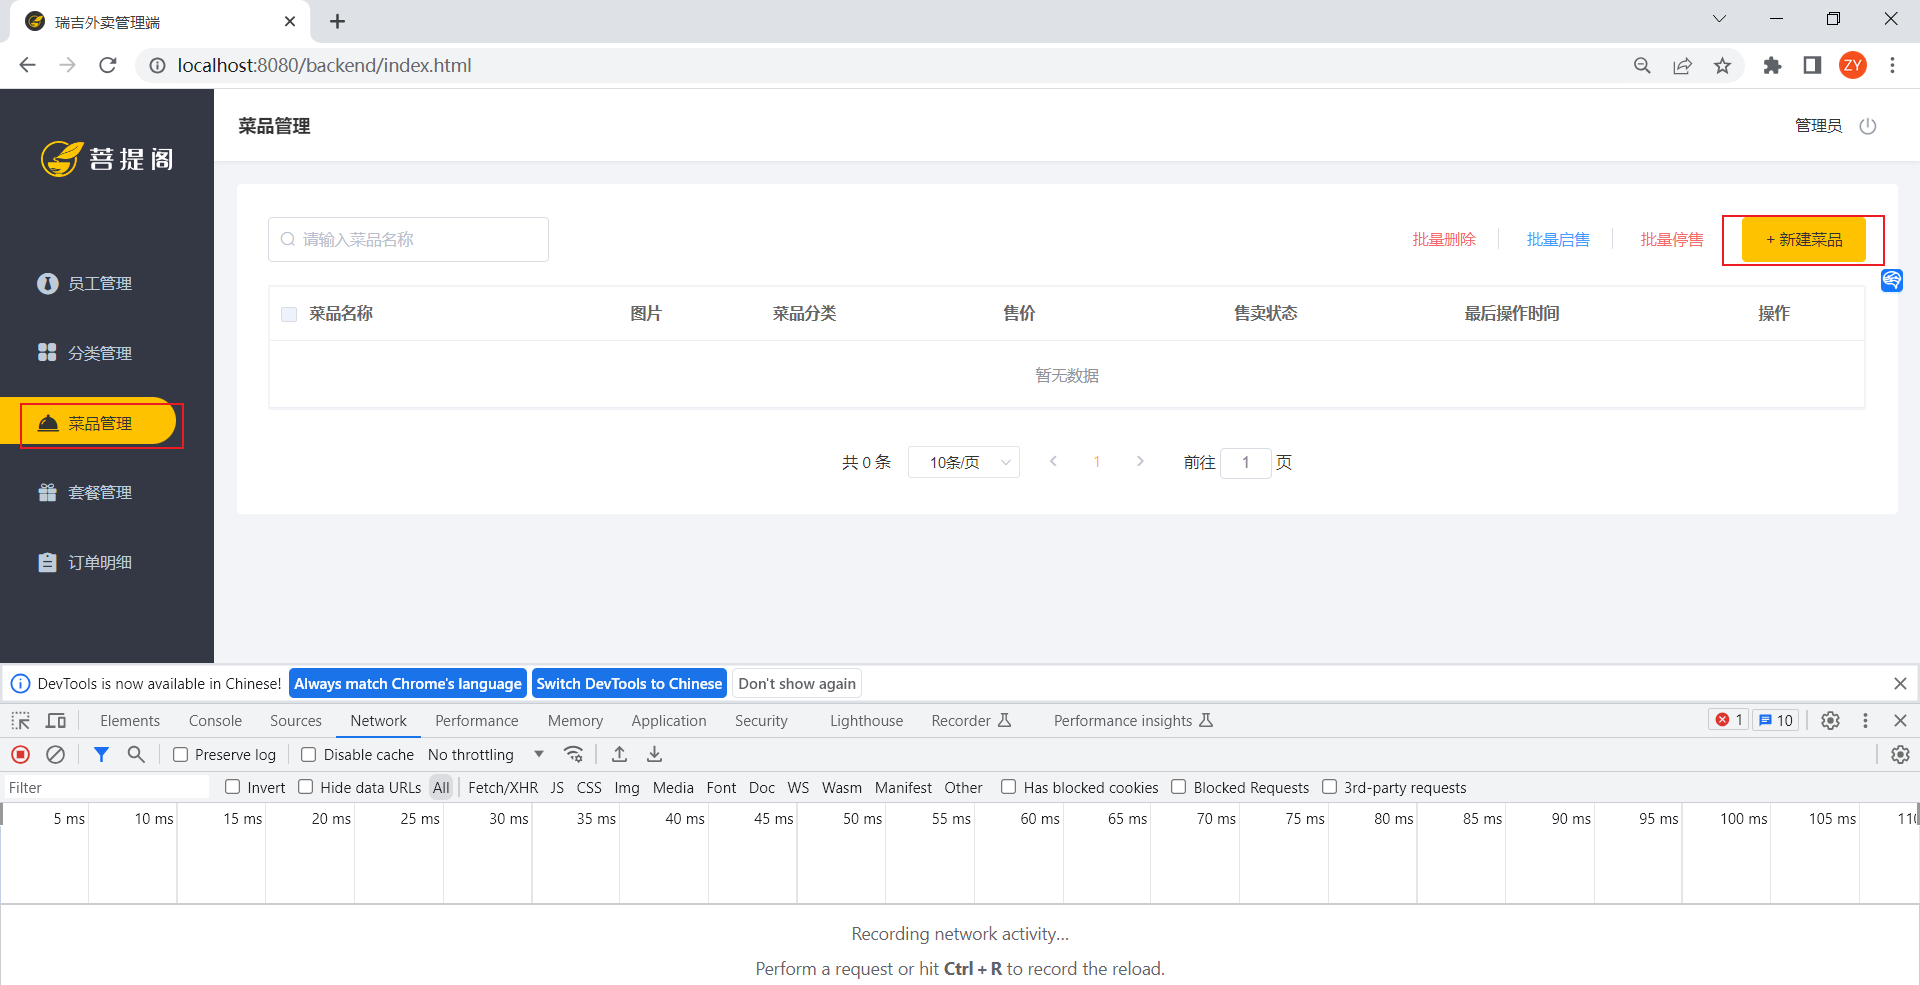 瑞吉外卖管理端
localhost:8080/backend/index.html
ZY
菩提阁
菜品管理
管理员
员工管理
分类管理
菜品管理
套餐管理
订单明细
请输入菜品名称
批量删除 批量启售 批量停售 + 新建菜品
菜品名称 图片 菜品分类 售价 售卖状态 最后操作时间 操作
暂无数据
共 0 条 10条/页 1 前往 1 页
DevTools is now available in Chinese! Always match Chrome's language Switch DevTools to Chinese Don't show again
Elements Console Sources Network Performance Memory Application Security Lighthouse Recorder Performance insights 1 10
Preserve log Disable cache No throttling
Filter Invert Hide data URLs All Fetch/XHR JS CSS Img Media Font Doc WS Wasm Manifest Other Has blocked cookies Blocked Requests 3rd-party requests
5 ms 10 ms 15 ms 20 ms 25 ms 30 ms 35 ms 40 ms 45 ms 50 ms 55 ms 60 ms 65 ms 70 ms 75 ms 80 ms 85 ms 90 ms 95 ms 100 ms 105 ms
Recording network activity...
Perform a request or hit Ctrl + R to record the reload.